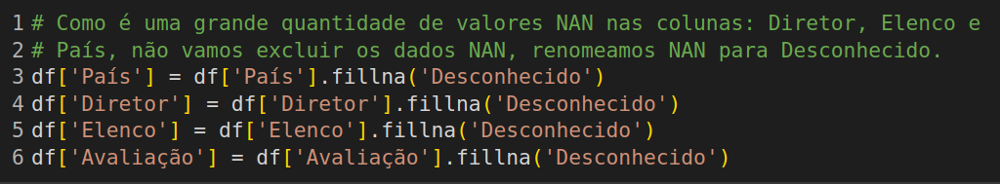 1 # Como é uma grande quantidade de valores NAN nas colunas: Diretor, Elenco e
2 # País, não vamos excluir os dados NAN, renomeamos NAN para Desconhecido.
3 df['País'] = df['País'].fillna('Desconhecido')
4 df['Diretor'] = df['Diretor'].fillna('Desconhecido')
5 df['Elenco'] = df['Elenco'].fillna('Desconhecido')
6 df['Avaliação'] = df['Avaliação'].fillna('Desconhecido')